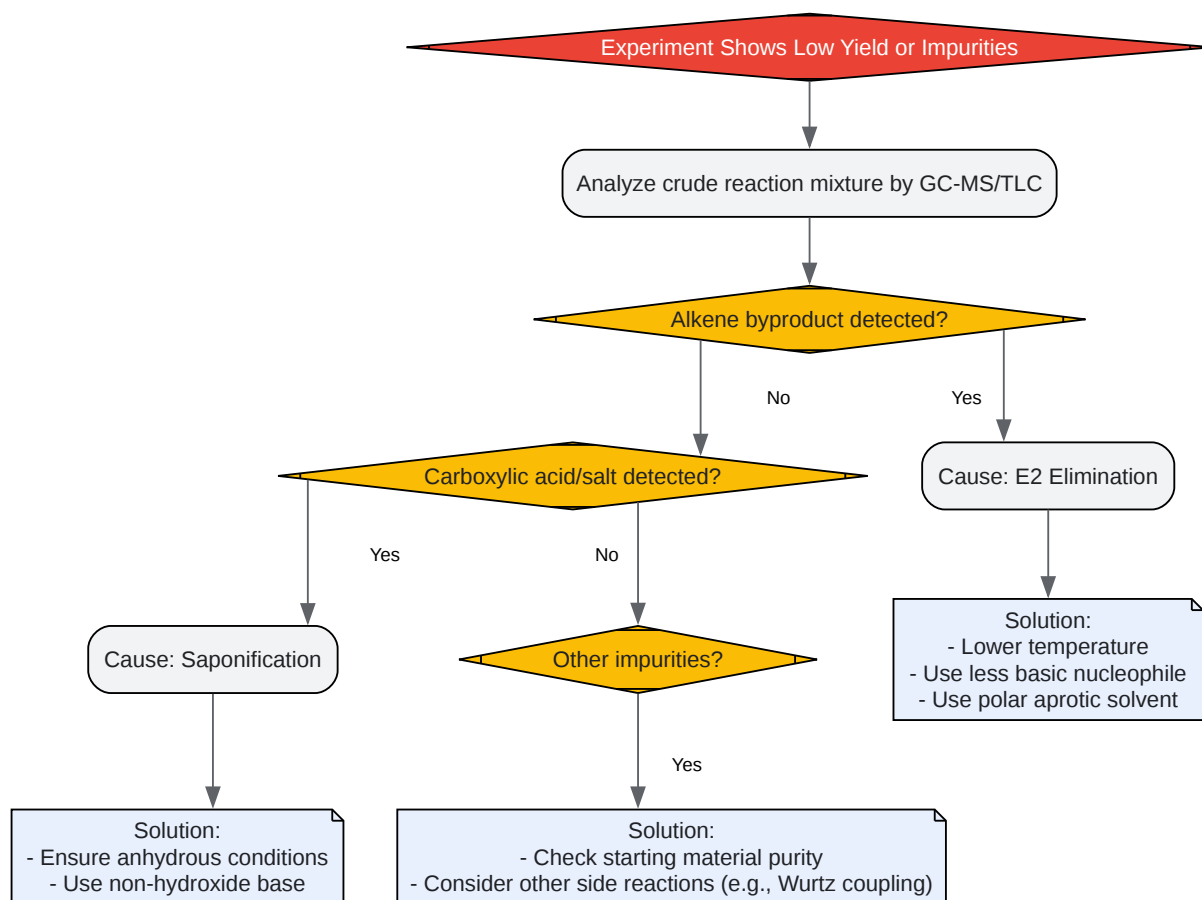 Experiment Shows Low Yield or Impurities
Analyze crude reaction mixture by GC-MS/TLC
Alkene byproduct detected?
No
Yes
Carboxylic acid/salt detected?
Cause: E2 Elimination
Yes
No
Solution:
- Lower temperature
- Use less basic nucleophile
- Use polar aprotic solvent
Cause: Saponification
Other impurities?
Yes
Solution:
- Ensure anhydrous conditions
- Use non-hydroxide base
Solution:
- Check starting material purity
- Consider other side reactions (e.g., Wurtz coupling)